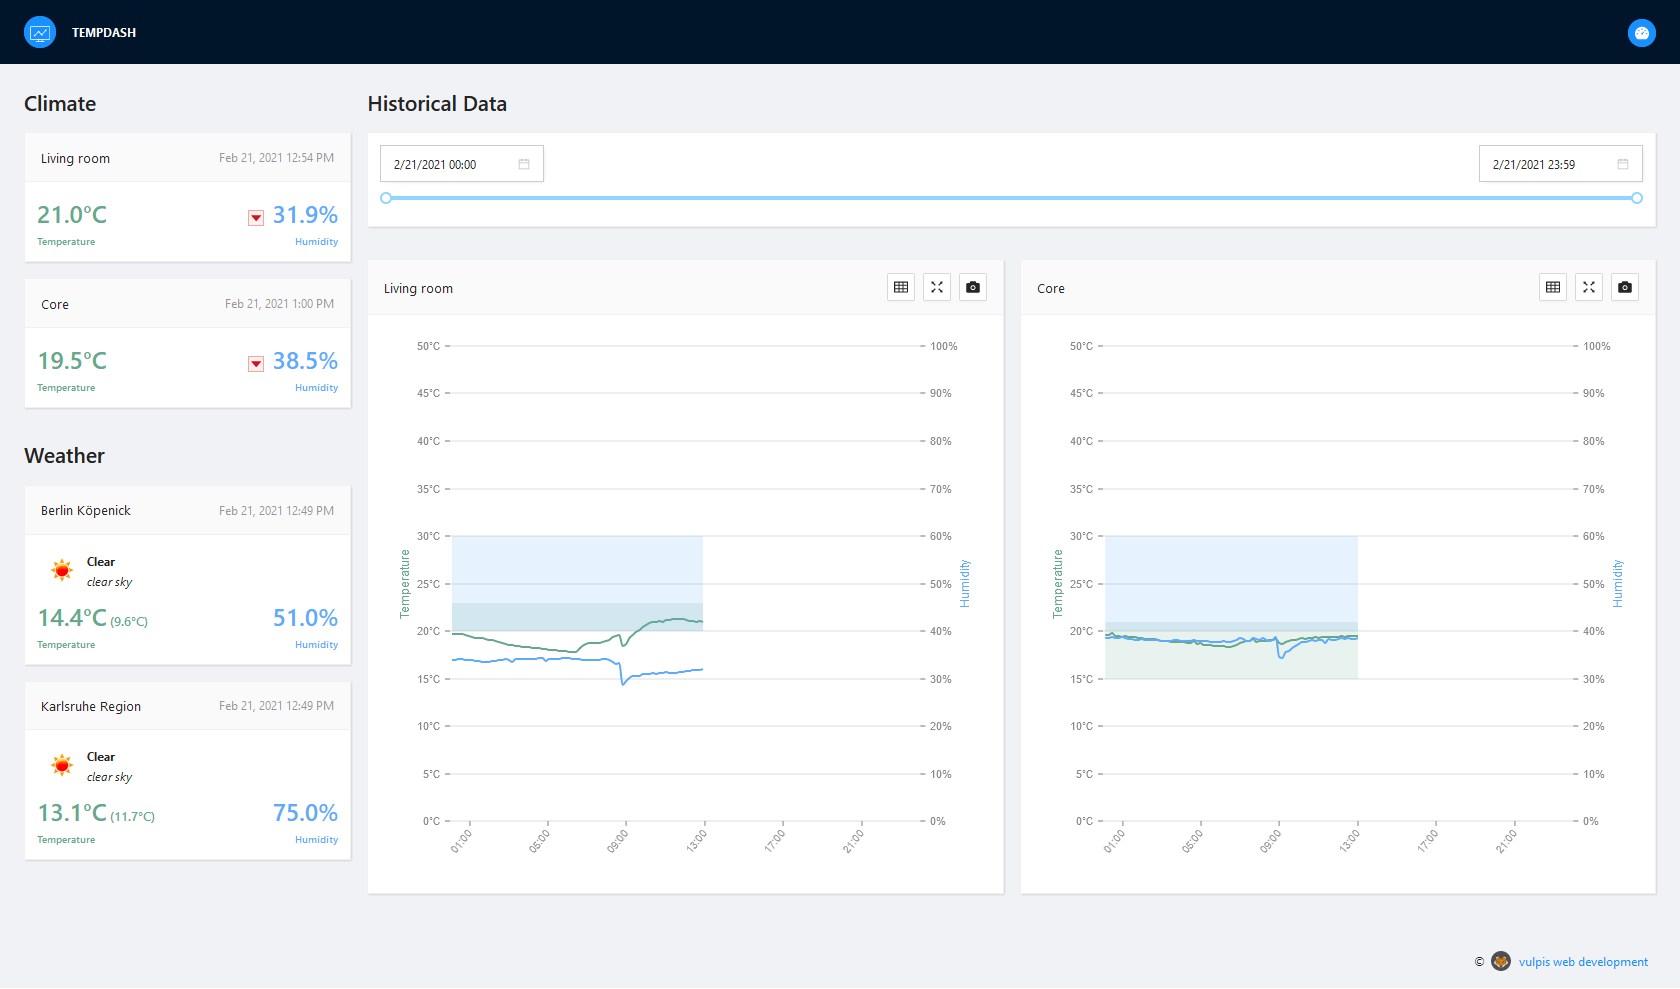 TEMPDASH
Climate
Living room Feb 21, 2021 12:54 PM
21.0°C 31.9%
Temperature Humidity
Core Feb 21, 2021 1:00 PM
19.5°C 38.5%
Temperature Humidity
Weather
Berlin Köpenick Feb 21, 2021 12:49 PM
Clear
clear sky
14.4°C (9.6°C) 51.0%
Temperature Humidity
Karlsruhe Region Feb 21, 2021 12:49 PM
Clear
clear sky
13.1°C (11.7°C) 75.0%
Temperature Humidity
Historical Data
2/21/2021 00:00 2/21/2021 23:59
Living room
50°C 100%
45°C 90%
40°C 80%
35°C 70%
30°C 60%
25°C 50%
20°C 40%
15°C 30%
10°C 20%
5°C 10%
0°C 0%
Temperature
Humidity
01:00 05:00 09:00 13:00 17:00 21:00
Core
50°C 100%
45°C 90%
40°C 80%
35°C 70%
30°C 60%
25°C 50%
20°C 40%
15°C 30%
10°C 20%
5°C 10%
0°C 0%
Temperature
Humidity
01:00 05:00 09:00 13:00 17:00 21:00
© vulpis web development